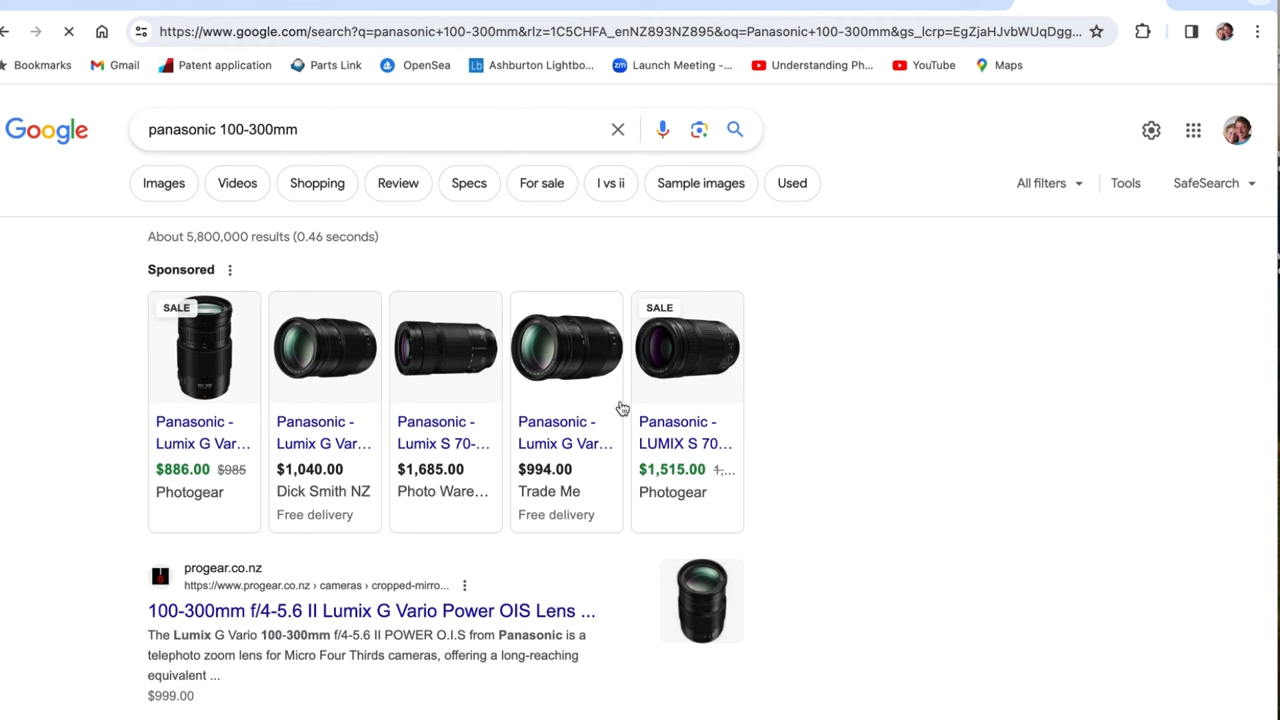 https://www.google.com/search?q=panasonic+100-300mm&rlz=1C5CHFA_enNZ893NZ895&oq=Panasonic+100-300mm&gs_lcrp=EgZjaHJvbWUqDgg...
Bookmarks Gmail Patent application Parts Link OpenSea Ashburton Lightbo... Launch Meeting -... Understanding Ph... YouTube Maps
Google panasonic 100-300mm
Images Videos Shopping Review Specs For sale I vs ii Sample images Used All filters Tools SafeSearch
About 5,800,000 results (0.46 seconds)
Sponsored
SALE SALE
Panasonic - Panasonic - Panasonic - Panasonic - Panasonic -
Lumix G Var... Lumix G Var... Lumix S 70-... Lumix G Var... LUMIX S 70...
$886.00 $985 $1,040.00 $1,685.00 $994.00 $1,515.00 1,...
Photogear Dick Smith NZ Photo Ware... Trade Me Photogear
Free delivery Free delivery
progear.co.nz
https://www.progear.co.nz › cameras › cropped-mirro...
100-300mm f/4-5.6 II Lumix G Vario Power OIS Lens ...
The Lumix G Vario 100-300mm f/4-5.6 II POWER O.I.S from Panasonic is a
telephoto zoom lens for Micro Four Thirds cameras, offering a long-reaching
equivalent ...
$999.00